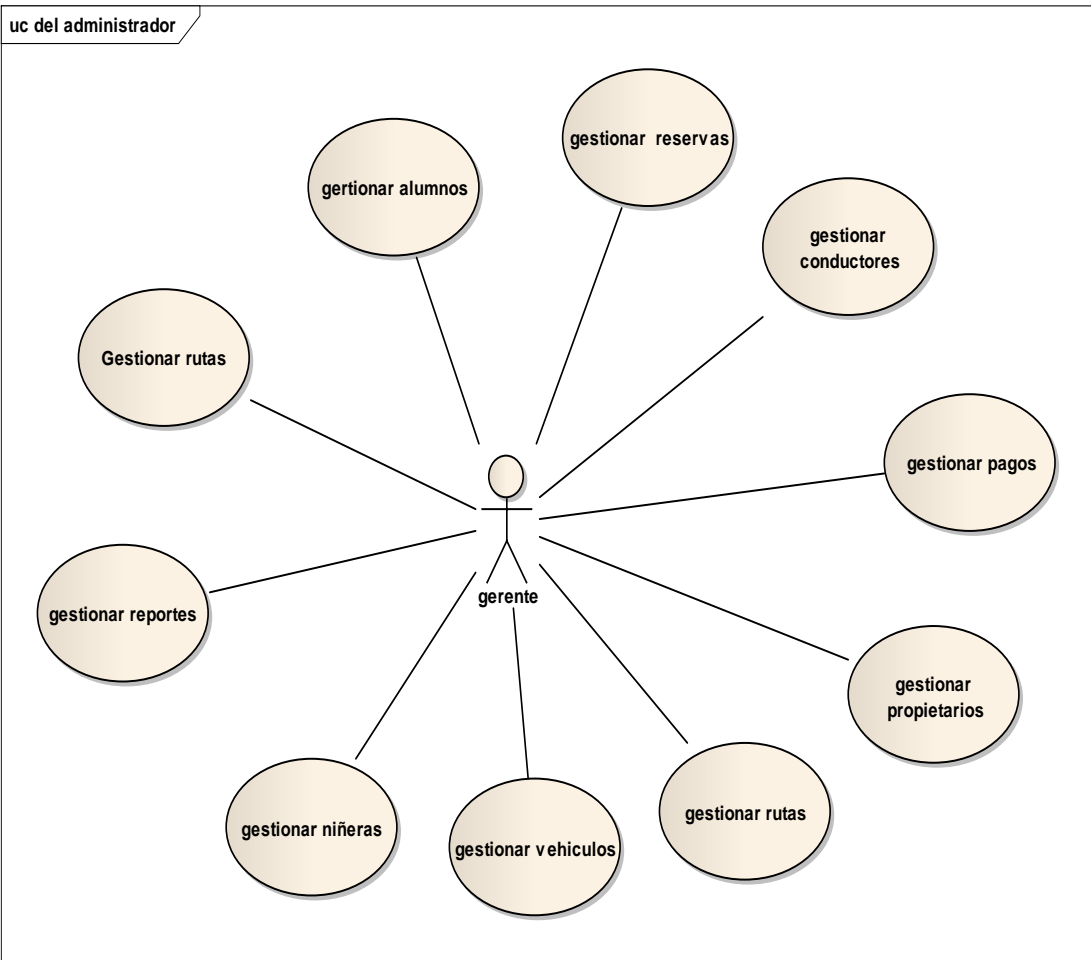 uc del administrador
gestionar reservas
gertionar alumnos
gestionar
conductores
Gestionar rutas
gestionar pagos
gerente
gestionar reportes
gestionar
propietarios
gestionar rutas
gestionar niñeras
gestionar vehiculos